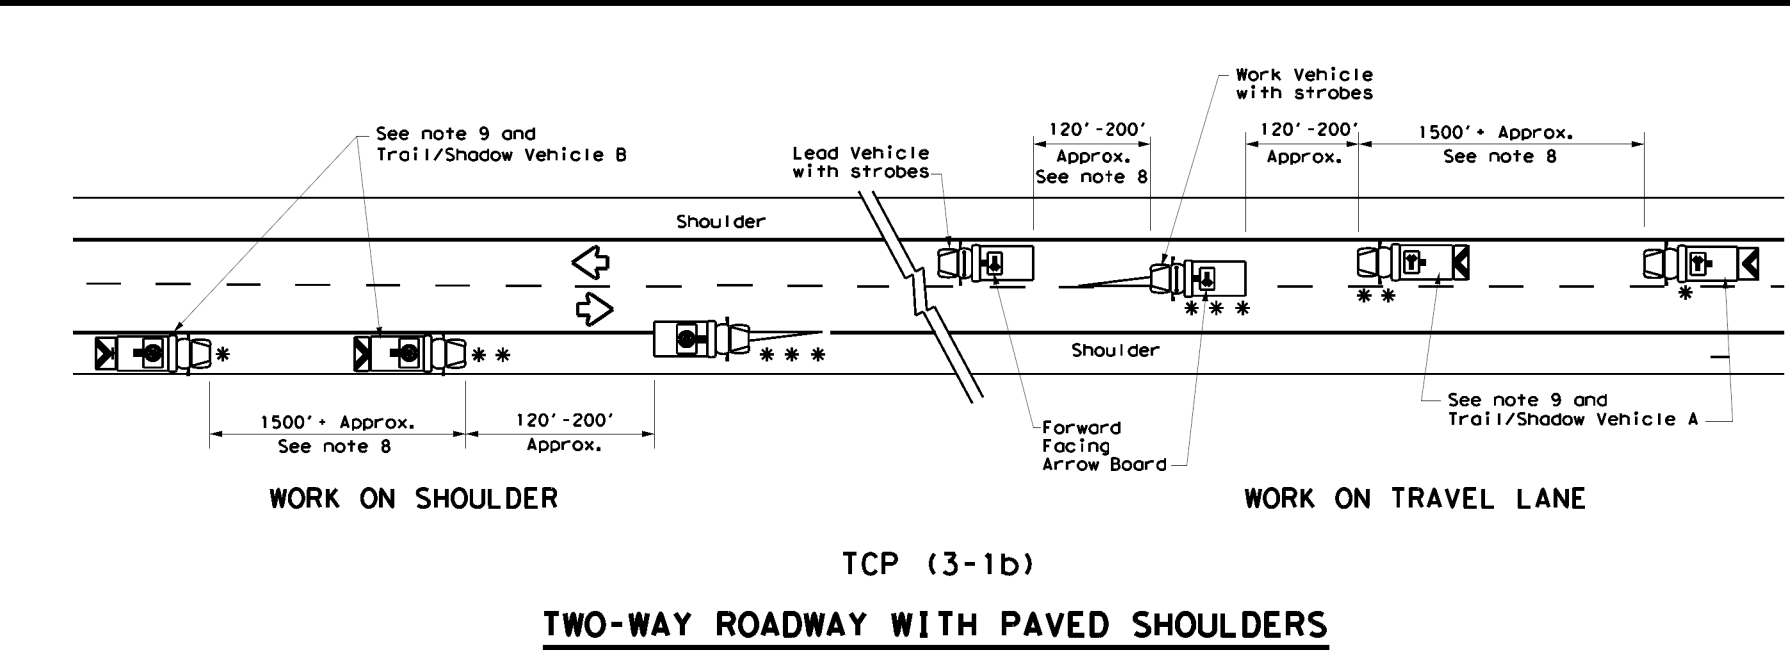 Work Vehicle
with strobes
See note 9 and
Trail/Shadow Vehicle B
120'-200'
Approx.
See note 8
120'-200'
Approx.
1500'+ Approx.
See note 8
Lead Vehicle
with strobes
Shoulder
*
* *
* * *
* * *
* *
*
Shoulder
1500'+ Approx.
See note 8
120'-200'
Approx.
Forward
Facing
Arrow Board
See note 9 and
Trail/Shadow Vehicle A
WORK ON SHOULDER
WORK ON TRAVEL LANE
TCP (3-1b)
TWO-WAY ROADWAY WITH PAVED SHOULDERS